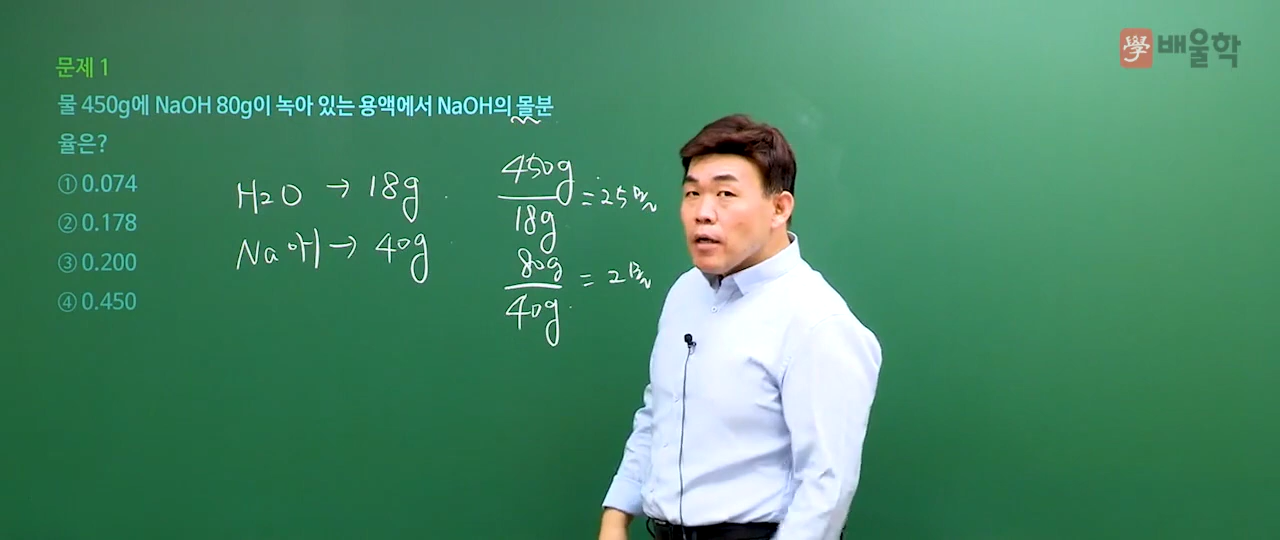 學 배울학
문제 1
물 450g에 NaOH 80g이 녹아 있는 용액에서 NaOH의 몰분
율은?
① 0.074
② 0.178
③ 0.200
④ 0.450
H2O → 18g
NaOH → 40g
450g
18g
= 25몰
80g
40g
= 2몰